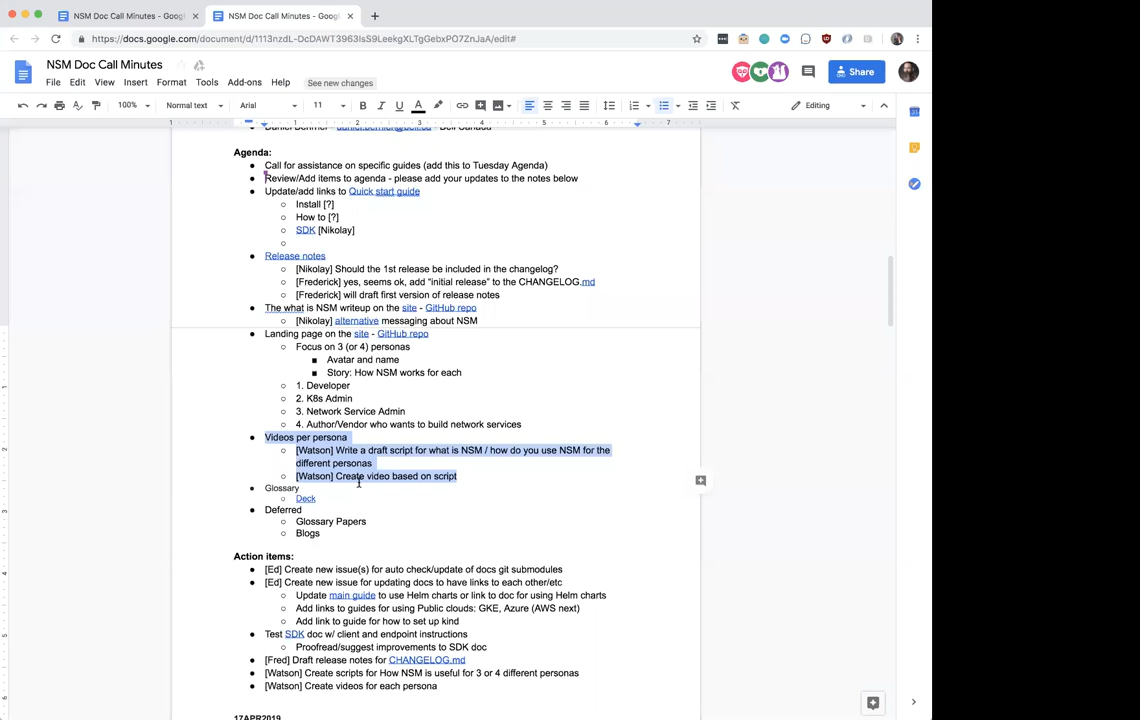 NSM Doc Call Minutes - Googl
NSM Doc Call Minutes - Googl
https://docs.google.com/document/d/1113nzdL-DcDAWT3963IsS9LeekgXLTgGebxPO7ZnJaA/edit#
NSM Doc Call Minutes
File Edit View Insert Format Tools Add-ons Help See new changes
Share
100% Normal text Arial 11 Editing
1 1 2 3 4 5 6 7
Agenda:
Call for assistance on specific guides (add this to Tuesday Agenda)
Review/Add items to agenda - please add your updates to the notes below
Update/add links to Quick start guide
Install [?]
How to [?]
SDK [Nikolay]
Release notes
[Nikolay] Should the 1st release be included in the changelog?
[Frederick] yes, seems ok, add "initial release" to the CHANGELOG.md
[Frederick] will draft first version of release notes
The what is NSM writeup on the site - GitHub repo
[Nikolay] alternative messaging about NSM
Landing page on the site - GitHub repo
Focus on 3 (or 4) personas
Avatar and name
Story: How NSM works for each
1. Developer
2. K8s Admin
3. Network Service Admin
4. Author/Vendor who wants to build network services
Videos per persona
[Watson] Write a draft script for what is NSM / how do you use NSM for the
different personas
[Watson] Create video based on script
Glossary
Deck
Deferred
Glossary Papers
Blogs
Action items:
[Ed] Create new issue(s) for auto check/update of docs git submodules
[Ed] Create new issue for updating docs to have links to each other/etc
Update main guide to use Helm charts or link to doc for using Helm charts
Add links to guides for using Public clouds: GKE, Azure (AWS next)
Add link to guide for how to set up kind
Test SDK doc w/ client and endpoint instructions
Proofread/suggest improvements to SDK doc
[Fred] Draft release notes for CHANGELOG.md
[Watson] Create scripts for How NSM is useful for 3 or 4 different personas
[Watson] Create videos for each persona
17APR2019